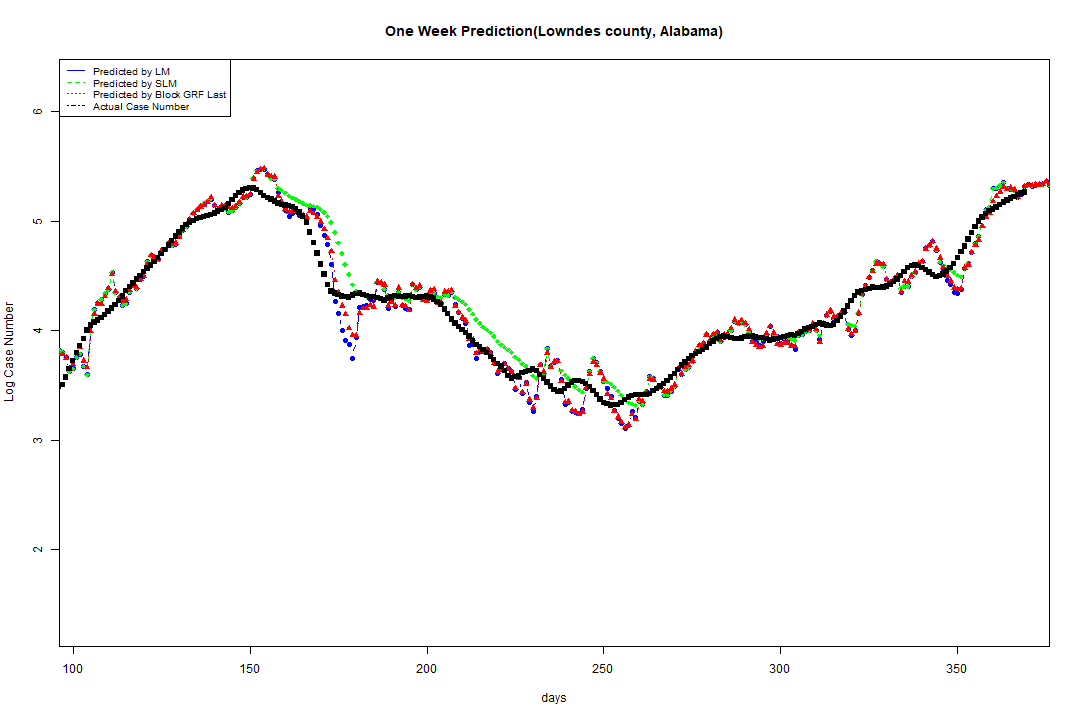 One Week Prediction(Lowndes county, Alabama)
Predicted by LM
Predicted by SLM
Predicted by Block GRF Last
Actual Case Number
6
5
4
3
2
Log Case Number
100 150 200 250 300 350
days